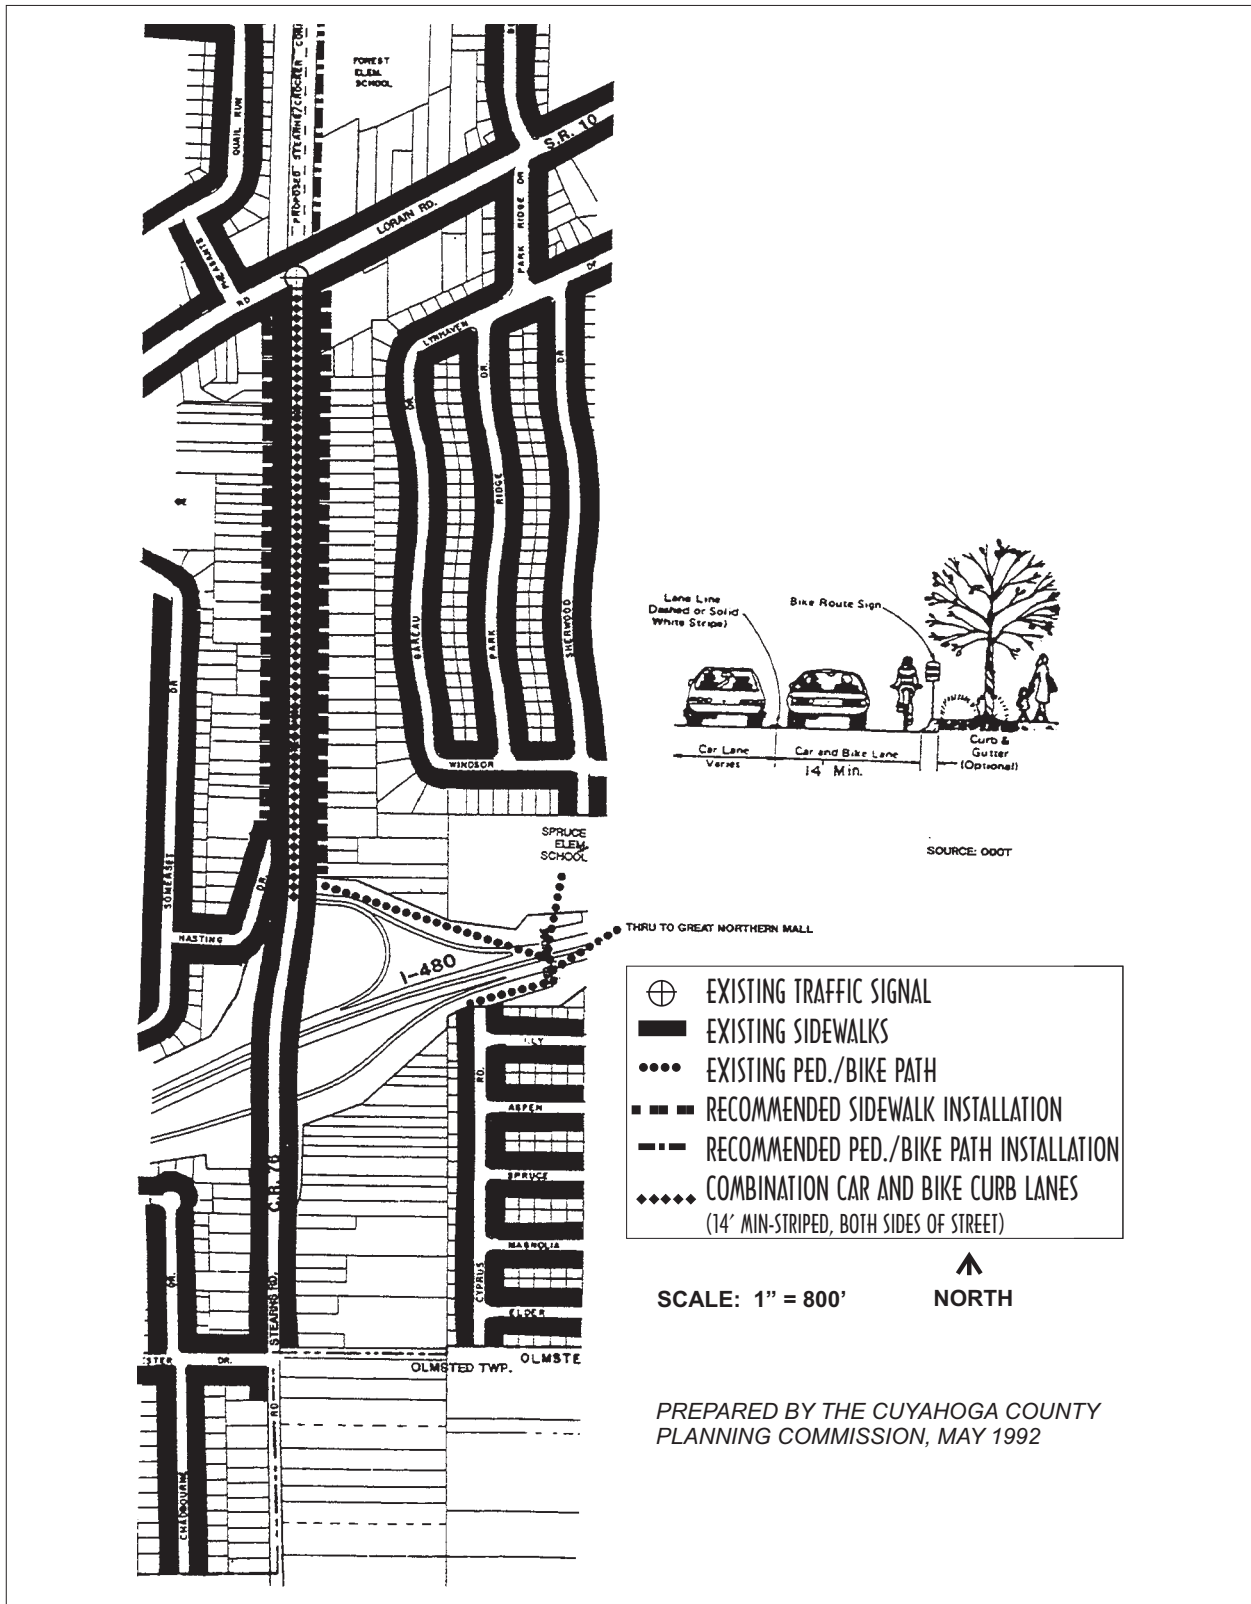 FOREST
ELEM.
SCHOOL
QUAIL RUN
PROPOSED STEARNS/CROCKER
S.R. 10
LORAIN RD.
PARK RIDGE DR
PHEASANTS
RD
DR
LYNHAVEN
DR.
DR
DR
BAREAU
PARK
RIDGE
SHERWOOD
WINDSOR
DR
SOMERSET
HASTING
DR.
SPRUCE
ELEM.
SCHOOL
THRU TO GREAT NORTHERN MALL
I-480
RD.
ASPEN
SPRUCE
MAGNOLIA
CYPRUS
ELDER
C.R. 76
STEARNS RD.
DR.
DR.
OLMSTED TWP.
OLMSTE
RD
CHADBOURNE
Lane Line
Dashed or Solid
White Stripe)
Bike Route Sign
Car Lane
Varies
Car and Bike Lane
14' Min.
Curb &
Gutter
(Optional)
SOURCE: ODOT
EXISTING TRAFFIC SIGNAL
EXISTING SIDEWALKS
EXISTING PED./BIKE PATH
RECOMMENDED SIDEWALK INSTALLATION
RECOMMENDED PED./BIKE PATH INSTALLATION
COMBINATION CAR AND BIKE CURB LANES
(14' MIN-STRIPED, BOTH SIDES OF STREET)
SCALE: 1” = 800’
NORTH
PREPARED BY THE CUYAHOGA COUNTY
PLANNING COMMISSION, MAY 1992